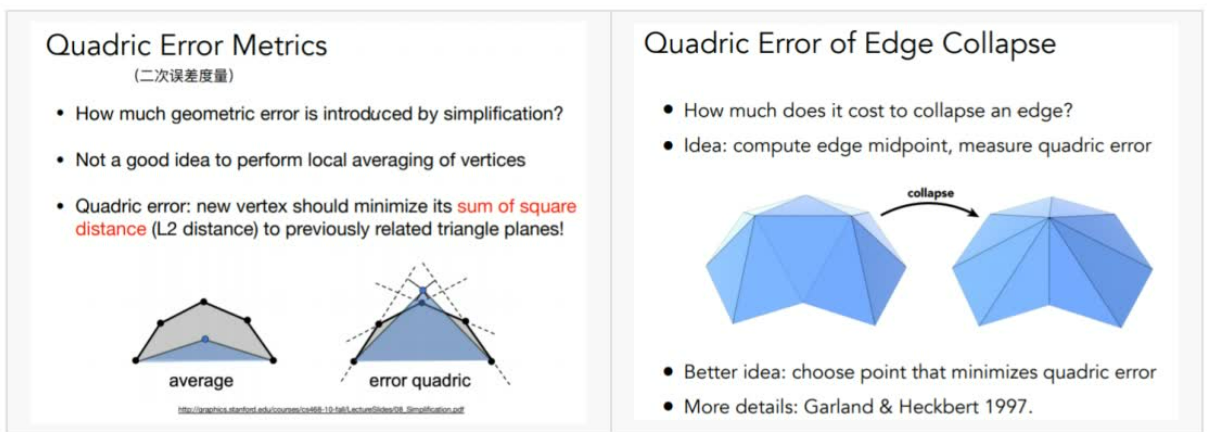 Quadric Error Metrics
(二次误差度量)
• How much geometric error is introduced by simplification?
• Not a good idea to perform local averaging of vertices
• Quadric error: new vertex should minimize its sum of square
distance (L2 distance) to previously related triangle planes!
average
error quadric
http://graphics.stanford.edu/courses/cs468-10-fall/LectureSlides/08_Simplification.pdf
Quadric Error of Edge Collapse
• How much does it cost to collapse an edge?
• Idea: compute edge midpoint, measure quadric error
collapse
• Better idea: choose point that minimizes quadric error
• More details: Garland & Heckbert 1997.